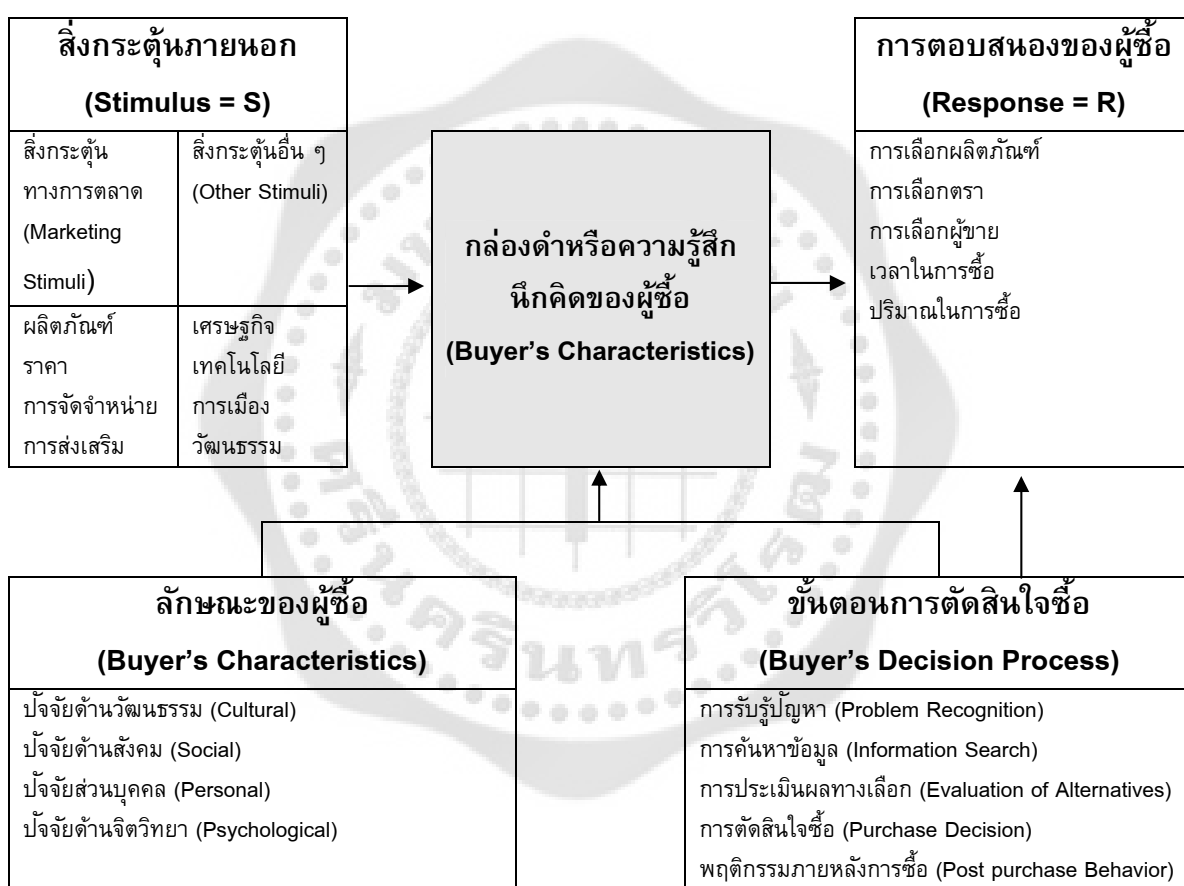 สิ่งกระตุ้นภายนอก
(Stimulus = S)
สิ่งกระตุ้น
ทางการตลาด
(Marketing
Stimuli)
สิ่งกระตุ้นอื่น ๆ
(Other Stimuli)
ผลิตภัณฑ์
ราคา
การจัดจำหน่าย
การส่งเสริม
เศรษฐกิจ
เทคโนโลยี
การเมือง
วัฒนธรรม
กล่องดำหรือความรู้สึก
นึกคิดของผู้ซื้อ
(Buyer's Characteristics)
การตอบสนองของผู้ซื้อ
(Response = R)
การเลือกผลิตภัณฑ์
การเลือกตรา
การเลือกผู้ขาย
เวลาในการซื้อ
ปริมาณในการซื้อ
ลักษณะของผู้ซื้อ
(Buyer's Characteristics)
ปัจจัยด้านวัฒนธรรม (Cultural)
ปัจจัยด้านสังคม (Social)
ปัจจัยส่วนบุคคล (Personal)
ปัจจัยด้านจิตวิทยา (Psychological)
ขั้นตอนการตัดสินใจซื้อ
(Buyer's Decision Process)
การรับรู้ปัญหา (Problem Recognition)
การค้นหาข้อมูล (Information Search)
การประเมินผลทางเลือก (Evaluation of Alternatives)
การตัดสินใจซื้อ (Purchase Decision)
พฤติกรรมภายหลังการซื้อ (Post purchase Behavior)